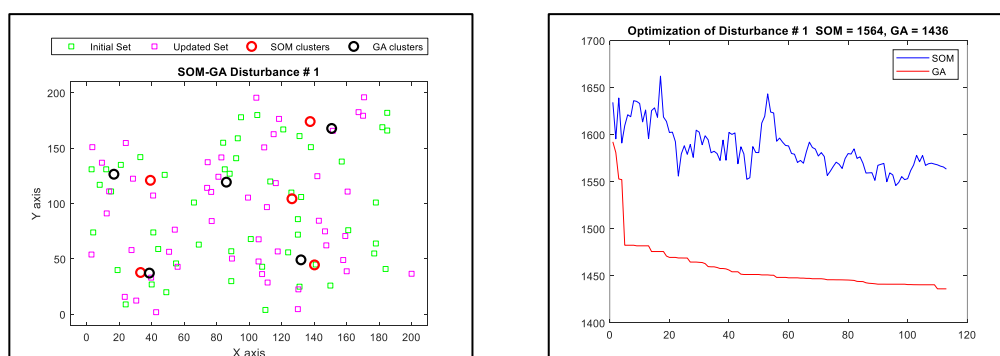 Initial Set Updated Set SOM clusters GA clusters
SOM-GA Disturbance # 1
200
150
100
50
0
Y axis
0 20 40 60 80 100 120 140 160 180 200
X axis
Optimization of Disturbance # 1 SOM = 1564, GA = 1436
1700
1650
1600
1550
1500
1450
1400
SOM
GA
0 20 40 60 80 100 120